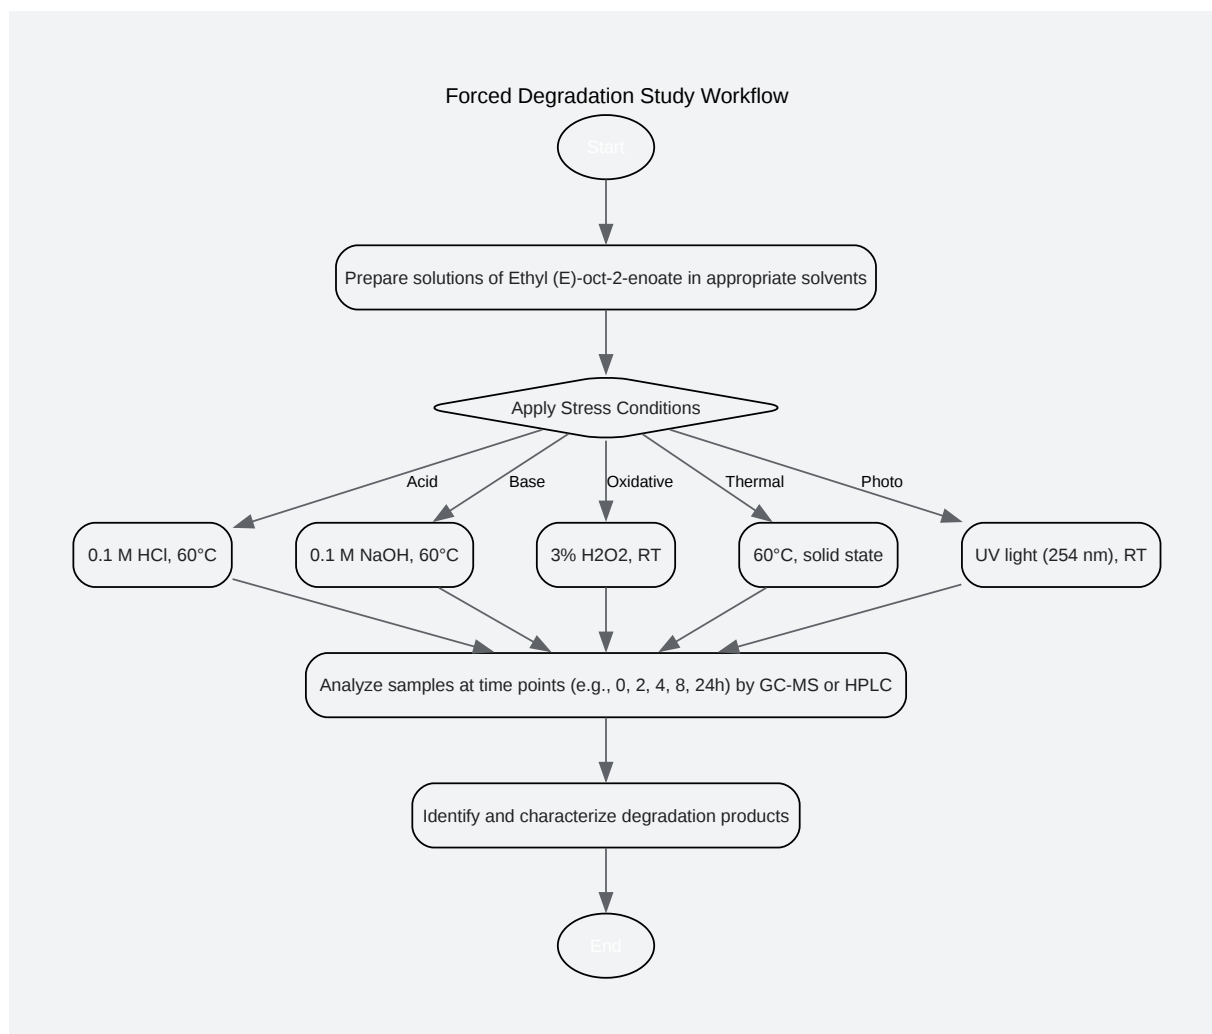 Forced Degradation Study Workflow
Start
Prepare solutions of Ethyl (E)-oct-2-enoate in appropriate solvents
Apply Stress Conditions
Acid
Base
Oxidative
Thermal
Photo
0.1 M HCl, 60°C
0.1 M NaOH, 60°C
3% H2O2, RT
60°C, solid state
UV light (254 nm), RT
Analyze samples at time points (e.g., 0, 2, 4, 8, 24h) by GC-MS or HPLC
Identify and characterize degradation products
End